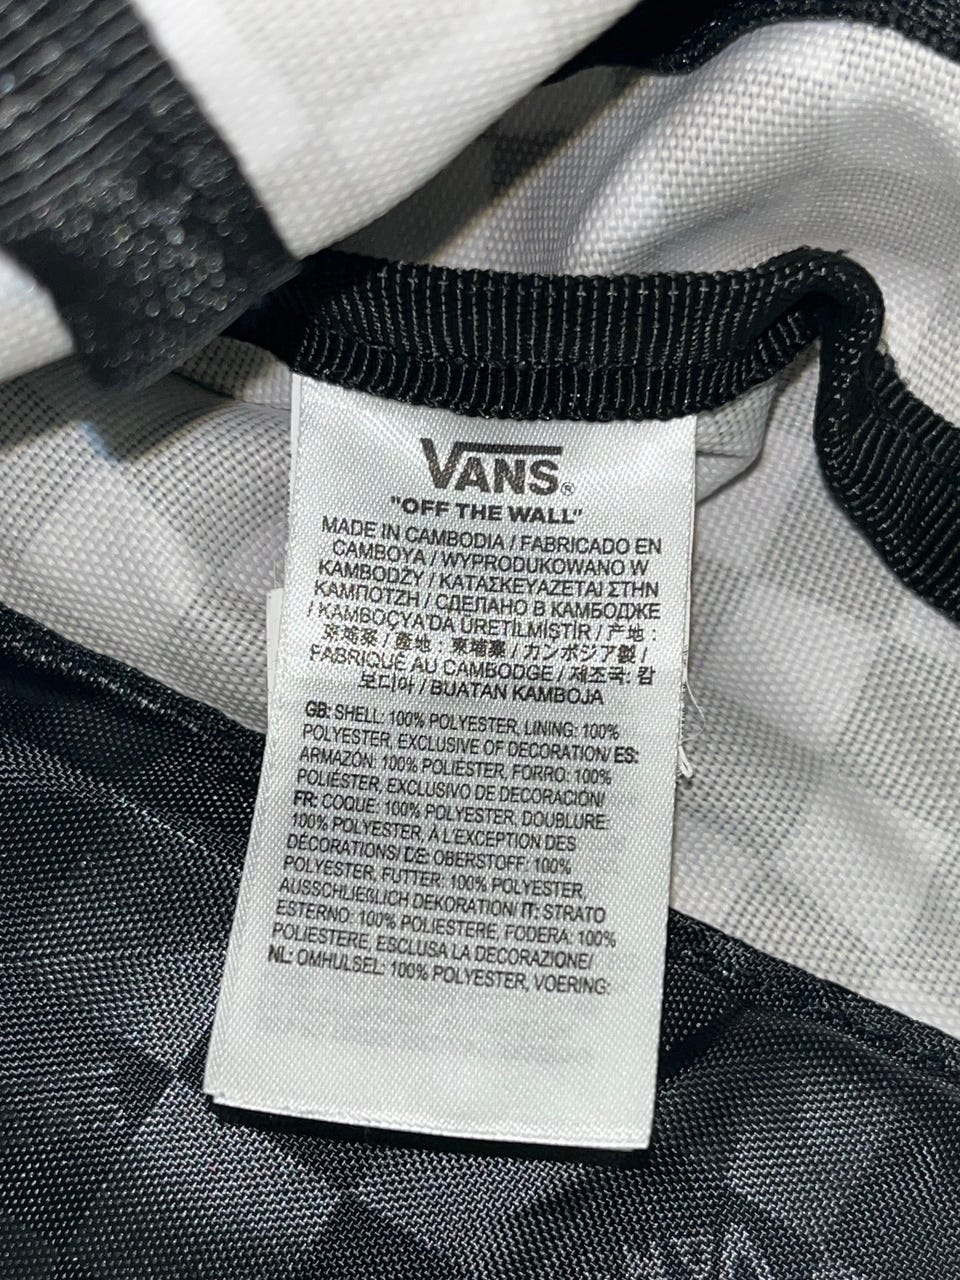 VANS®
"OFF THE WALL"
MADE IN CAMBODIA / FABRICADO EN
CAMBOYA / WYPRODUKOWANO W
KAMBODŻY / ΚΑΤΑΣΚΕΥΑΖΕΤΑΙ ΣΤΗΝ
ΚΑΜΠΟΤΖΗ / СДЕЛАНО В КАМБОДЖЕ
/ KAMBOÇYA'DA ÜRETİLMİŞTİR / 产地：
柬埔寨 / 產地：柬埔寨 / カンボジア製 /
FABRIQUÉ AU CAMBODGE / 제조국: 캄
보디아 / BUATAN KAMBOJA
GB: SHELL: 100% POLYESTER, LINING: 100%
POLYESTER, EXCLUSIVE OF DECORATION/ ES:
ARMAZÓN: 100% POLIÉSTER, FORRO: 100%
POLIÉSTER, EXCLUSIVO DE DECORACIÓN/
FR: COQUE: 100% POLYESTER, DOUBLURE:
100% POLYESTER, À L'EXCEPTION DES
DÉCORATIONS/ DE: OBERSTOFF: 100%
POLYESTER, FUTTER: 100% POLYESTER,
AUSSCHLIEßLICH DEKORATION/ IT: STRATO
ESTERNO: 100% POLIESTERE, FODERA: 100%
POLIESTERE, ESCLUSA LA DECORAZIONE/
NL: OMHULSEL: 100% POLYESTER, VOERING: